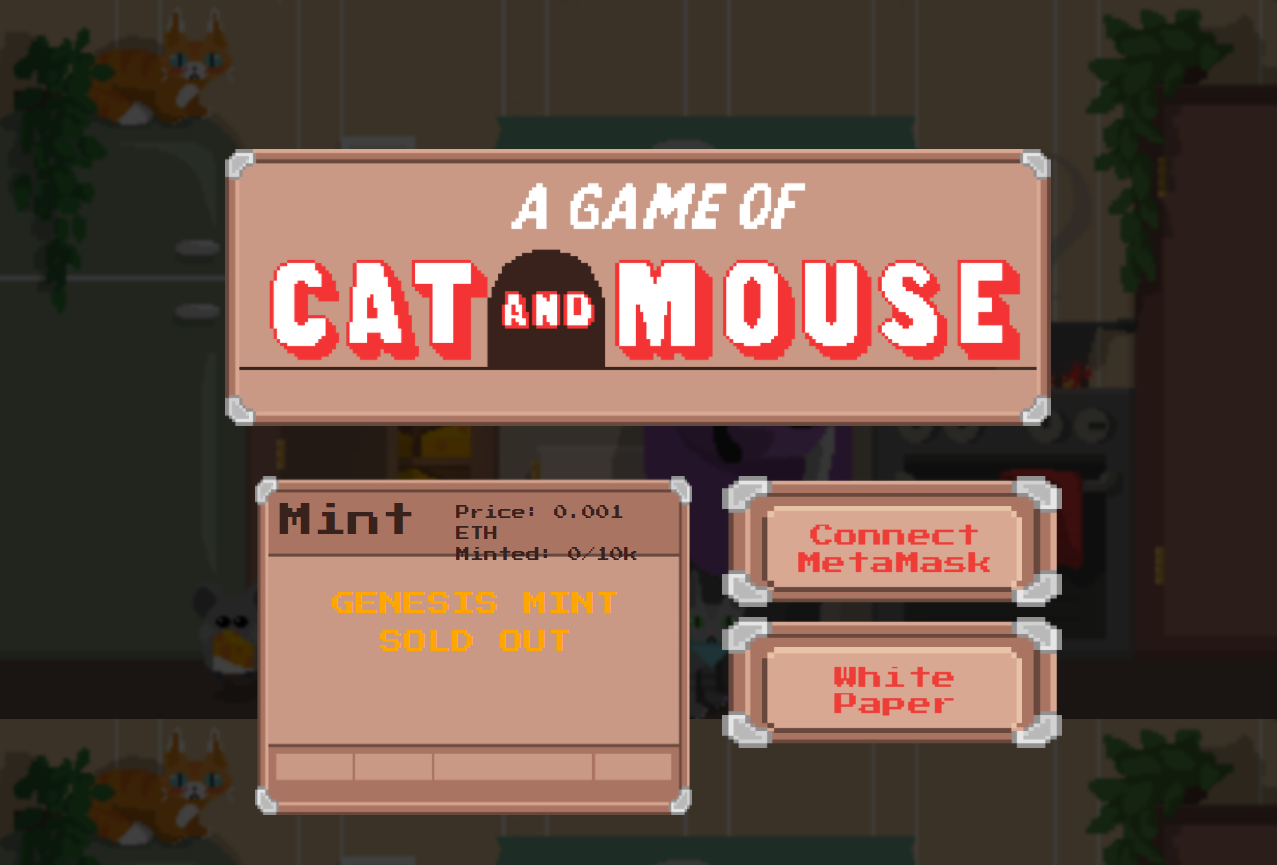 A GAME OF
CAT AND MOUSE
Mint
Price: 0.001
ETH
Minted: 0/10k
GENESIS MINT
SOLD OUT
Connect
MetaMask
White
Paper